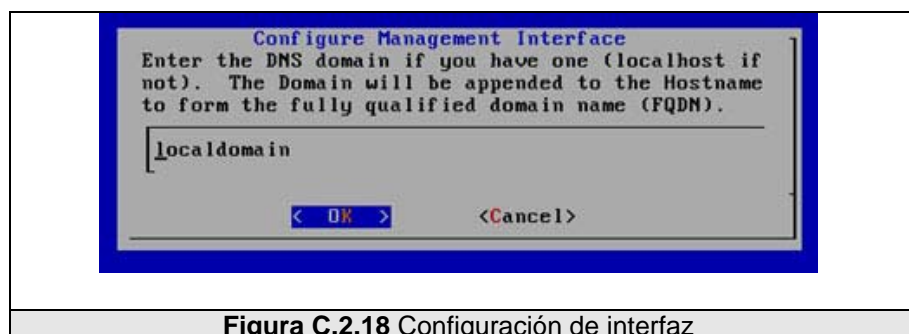 Configure Management Interface
Enter the DNS domain if you have one (localhost if
not). The Domain will be appended to the Hostname
to form the fully qualified domain name (FQDN).
localdomain
< OK > <Cancel>
Figura C.2.18 Configuración de interfaz